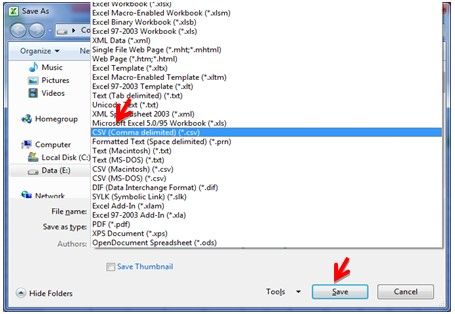 Save As
Excel Workbook (*.xlsx)
Excel Macro-Enabled Workbook (*.xlsm)
Excel Binary Workbook (*.xlsb)
Excel 97-2003 Workbook (*.xls)
XML Data (*.xml)
Single File Web Page (*.mht;*.mhtml)
Web Page (*.htm;*.html)
Excel Template (*.xltx)
Excel Macro-Enabled Template (*.xltm)
Excel 97-2003 Template (*.xlt)
Text (Tab delimited) (*.txt)
Unicode Text (*.txt)
XML Spreadsheet 2003 (*.xml)
Microsoft Excel 5.0/95 Workbook (*.xls)
CSV (Comma delimited) (*.csv)
Formatted Text (Space delimited) (*.prn)
Text (Macintosh) (*.txt)
Text (MS-DOS) (*.txt)
CSV (Macintosh) (*.csv)
CSV (MS-DOS) (*.csv)
DIF (Data Interchange Format) (*.dif)
SYLK (Symbolic Link) (*.slk)
Excel Add-In (*.xlam)
Excel 97-2003 Add-In (*.xla)
PDF (*.pdf)
XPS Document (*.xps)
OpenDocument Spreadsheet (*.ods)
Organize
Music
Pictures
Videos
Homegroup
Computer
Local Disk (C:)
Data (E:)
Network
File name:
Save as type:
Authors:
Save Thumbnail
Hide Folders
Tools
Save
Cancel